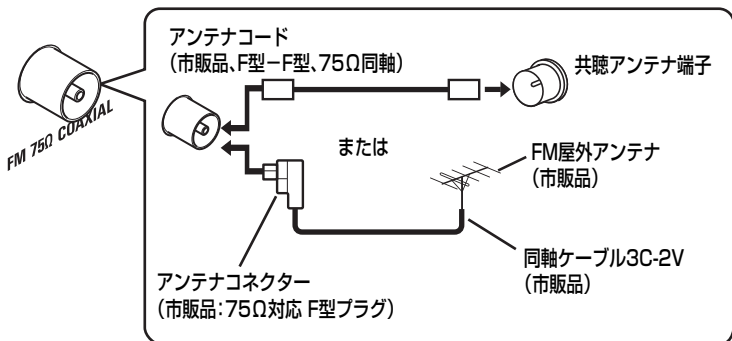 アンテナコード
(市販品、F型－F型、75Ω同軸)
共聴アンテナ端子
FM 75Ω COAXIAL
または
FM屋外アンテナ
(市販品)
同軸ケーブル3C-2V
(市販品)
アンテナコネクター
(市販品：75Ω対応 F型プラグ)